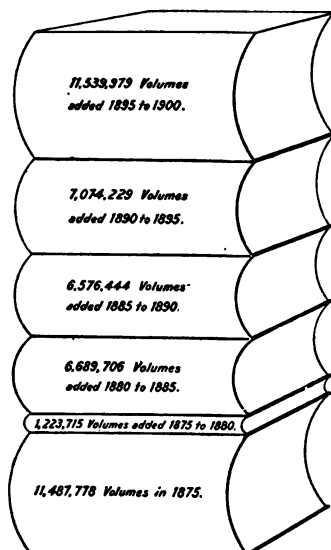 11,539,979 Volumes
added 1895 to 1900.
7,074,229 Volumes
added 1890 to 1895.
6,576,444 Volumes
added 1885 to 1890.
6,689,706 Volumes
added 1880 to 1885.
1,223,715 Volumes added 1875 to 1880.
11,487,778 Volumes in 1875.